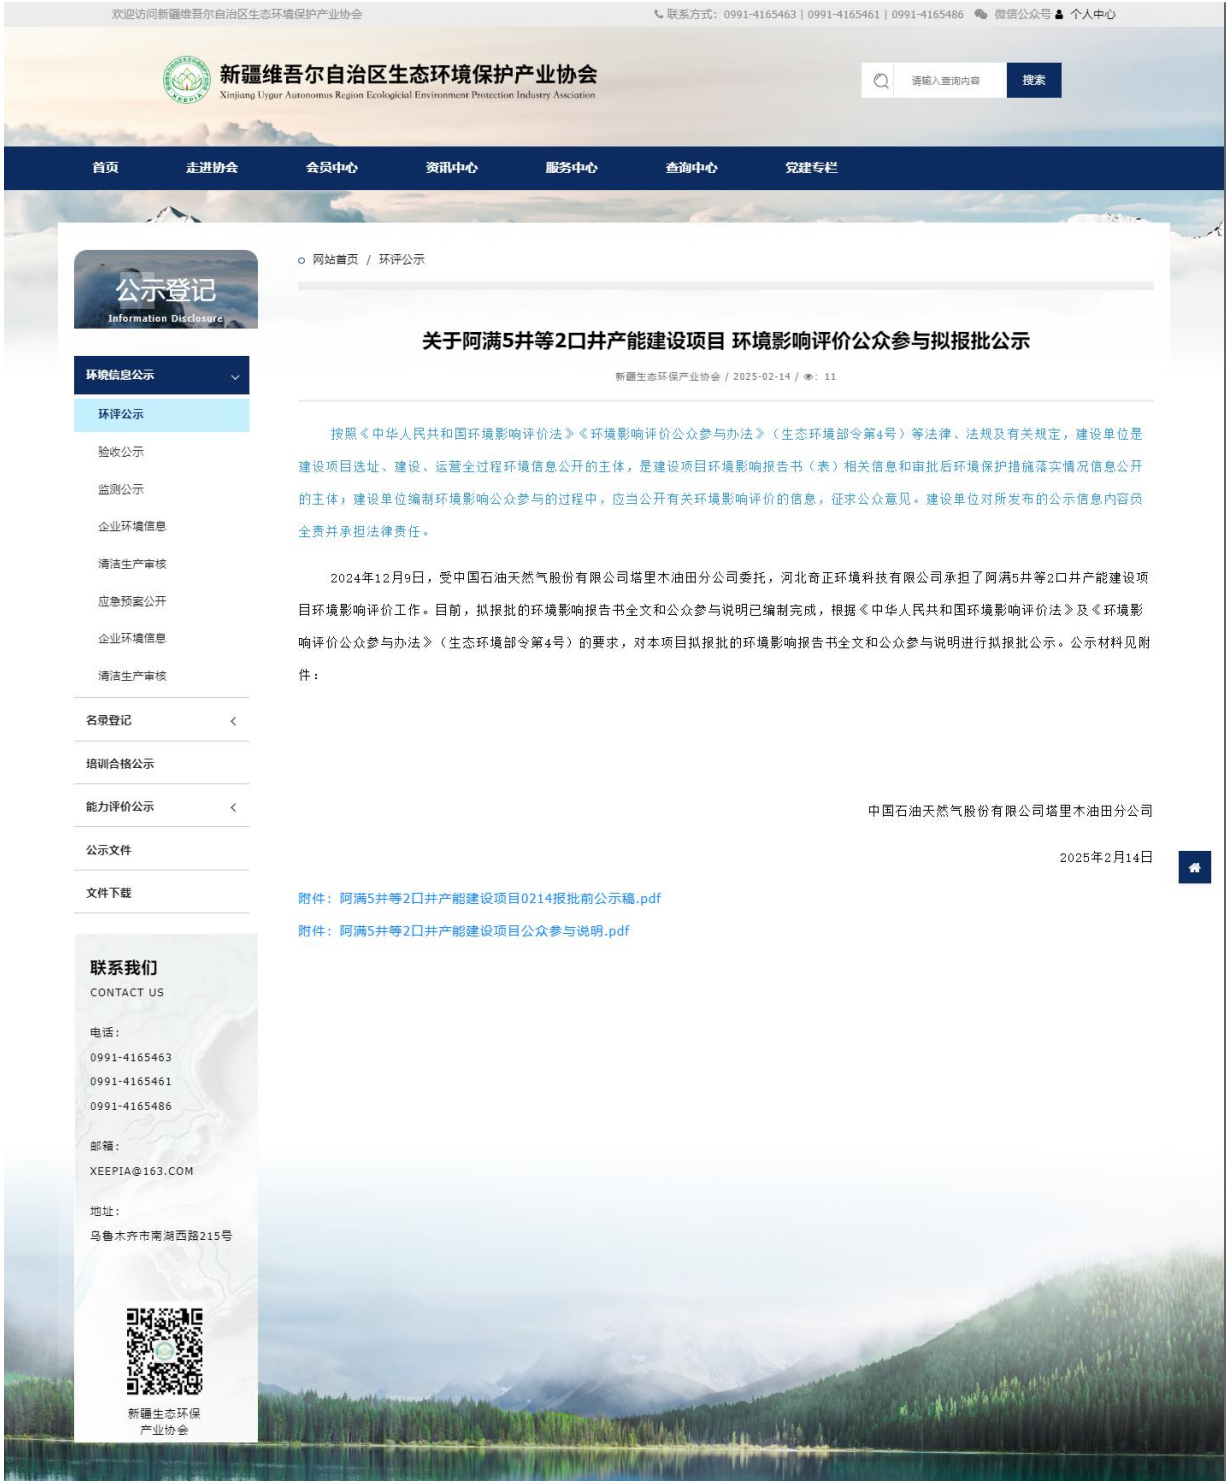 欢迎访问新疆维吾尔自治区生态环境保护产业协会
联系方式：0991-4165463 | 0991-4165461 | 0991-4165486 微信公众号 个人中心
新疆维吾尔自治区生态环境保护产业协会
Xinjiang Uygur Autonomus Region Ecologicial Environment Protection Industry Assciation
XEEPIA
请输入查询内容
搜索
首页 走进协会 会员中心 资讯中心 服务中心 查询中心 党建专栏
公示登记
Information Disclosure
环境信息公示
环评公示
验收公示
监测公示
企业环境信息
清洁生产审核
应急预案公开
企业环境信息
清洁生产审核
名录登记
培训合格公示
能力评价公示
公示文件
文件下载
联系我们
CONTACT US
电话：
0991-4165463
0991-4165461
0991-4165486
邮箱：
XEEPIA@163.COM
地址：
乌鲁木齐市南湖西路215号
新疆生态环保
产业协会
网站首页 / 环评公示
关于阿满5井等2口井产能建设项目 环境影响评价公众参与拟报批公示
新疆生态环保产业协会 / 2025-02-14 / : 11
按照《中华人民共和国环境影响评价法》《环境影响评价公众参与办法》（生态环境部令第4号）等法律、法规及有关规定，建设单位是
建设项目选址、建设、运营全过程环境信息公开的主体，是建设项目环境影响报告书（表）相关信息和审批后环境保护措施落实情况信息公开
的主体；建设单位编制环境影响公众参与的过程中，应当公开有关环境影响评价的信息，征求公众意见。建设单位对所发布的公示信息内容负
全责并承担法律责任。
2024年12月9日，受中国石油天然气股份有限公司塔里木油田分公司委托，河北奇正环境科技有限公司承担了阿满5井等2口井产能建设项
目环境影响评价工作。目前，拟报批的环境影响报告书全文和公众参与说明已编制完成，根据《中华人民共和国环境影响评价法》及《环境影
响评价公众参与办法》（生态环境部令第4号）的要求，对本项目拟报批的环境影响报告书全文和公众参与说明进行拟报批公示。公示材料见附
件：
中国石油天然气股份有限公司塔里木油田分公司
2025年2月14日
附件：阿满5井等2口井产能建设项目0214报批前公示稿.pdf
附件：阿满5井等2口井产能建设项目公众参与说明.pdf